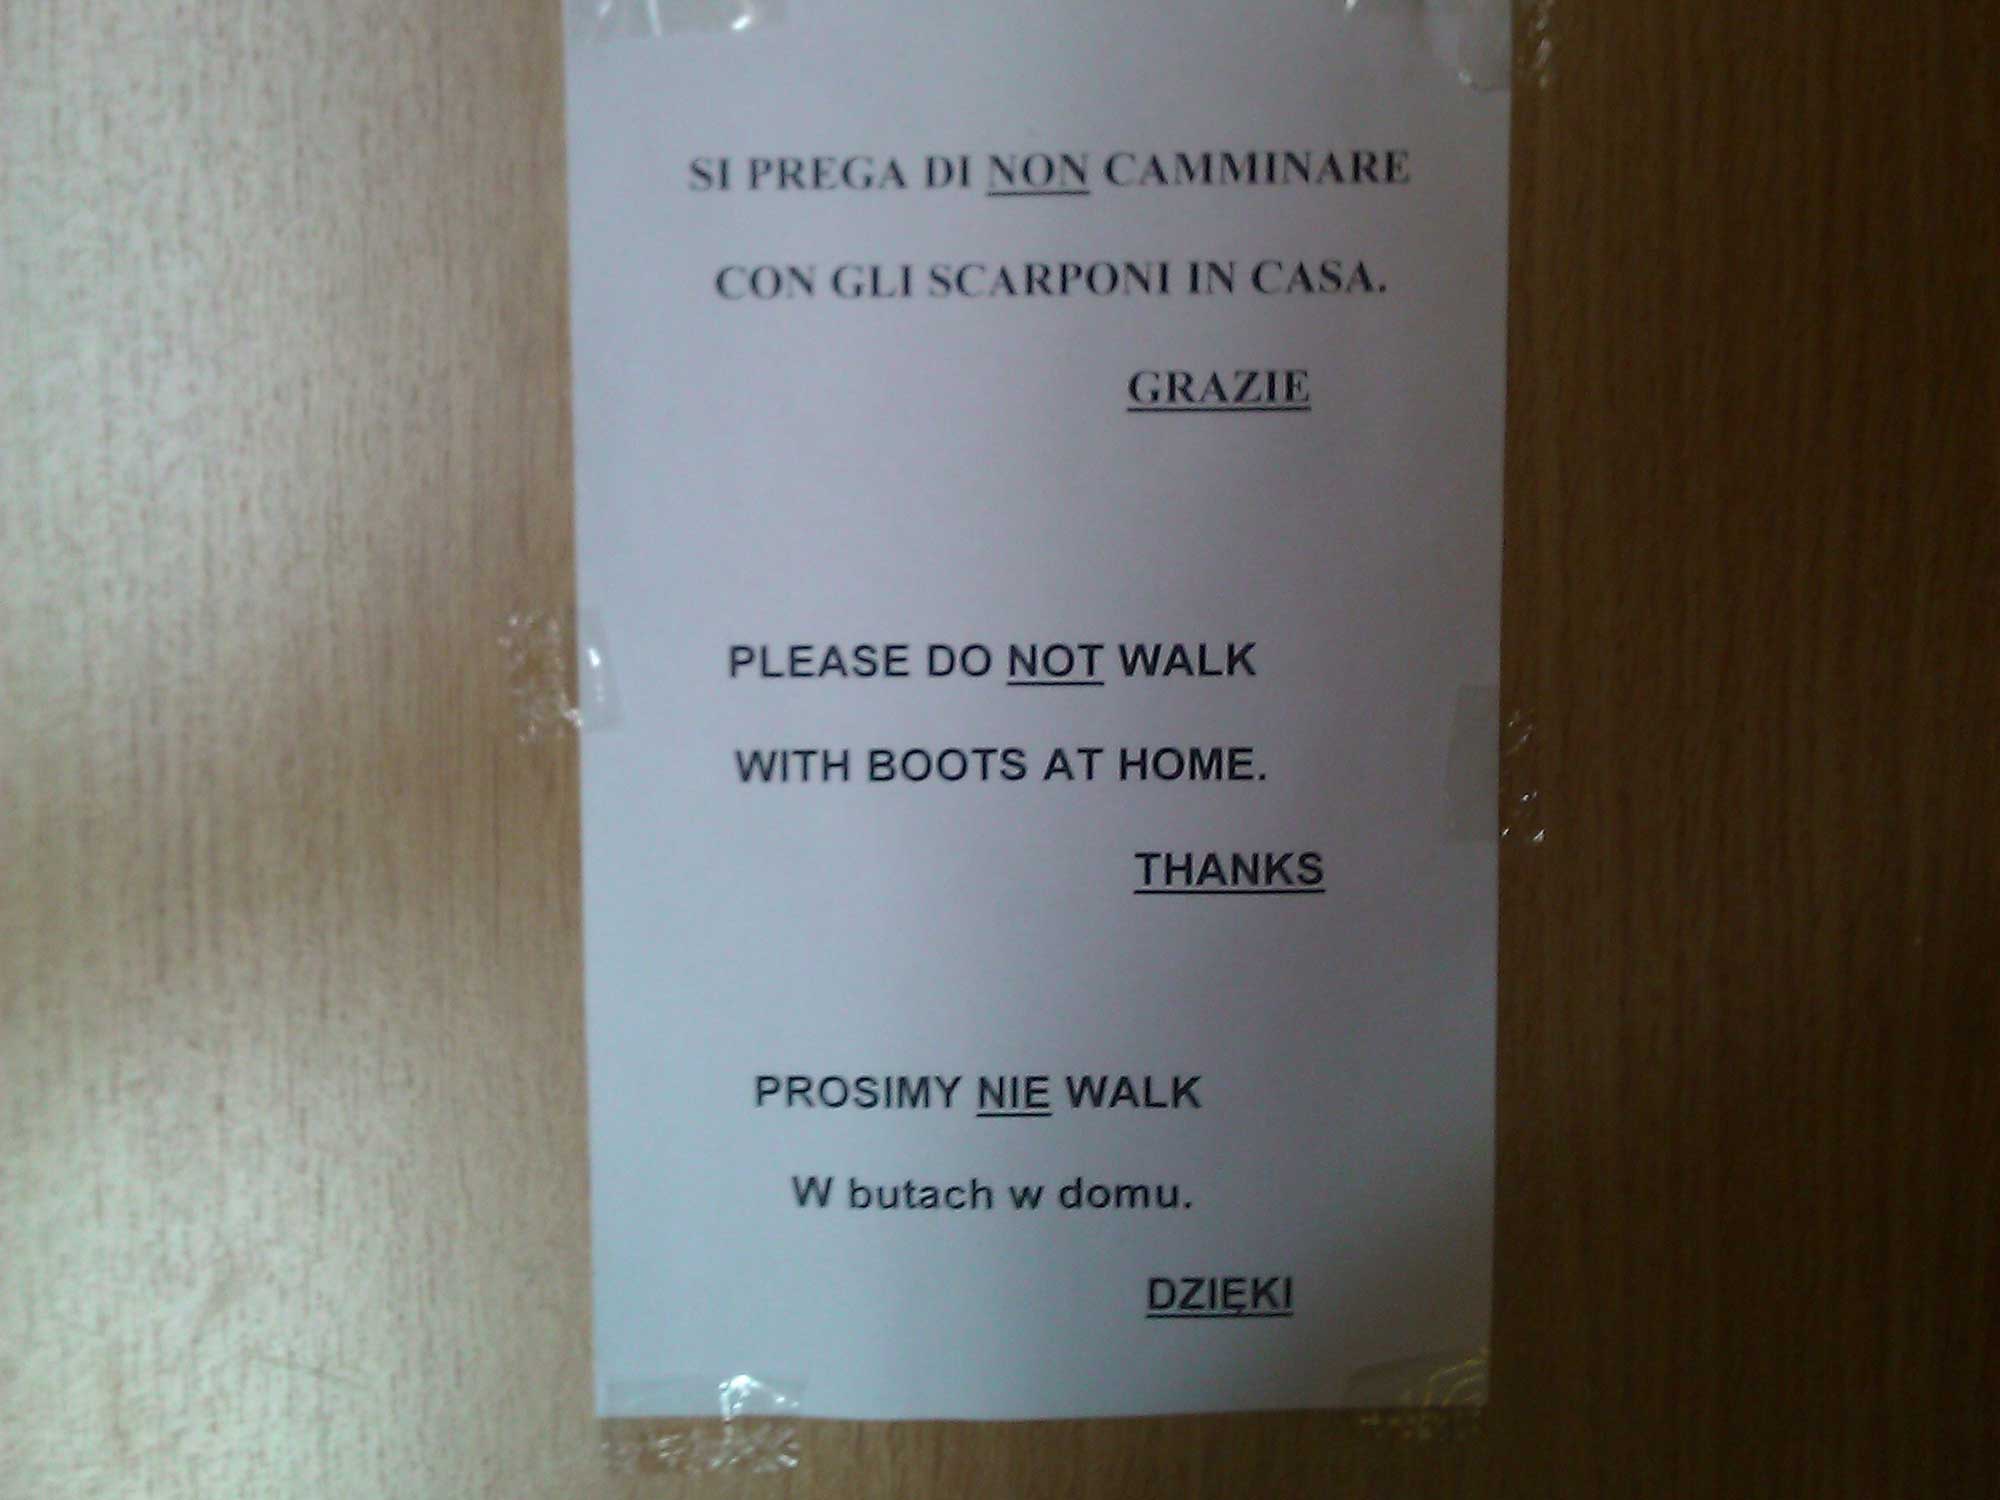 SI PREGA DI NON CAMMINARE
CON GLI SCARPONI IN CASA.
GRAZIE
PLEASE DO NOT WALK
WITH BOOTS AT HOME.
THANKS
PROSIMY NIE WALK
W butach w domu.
DZIĘKI